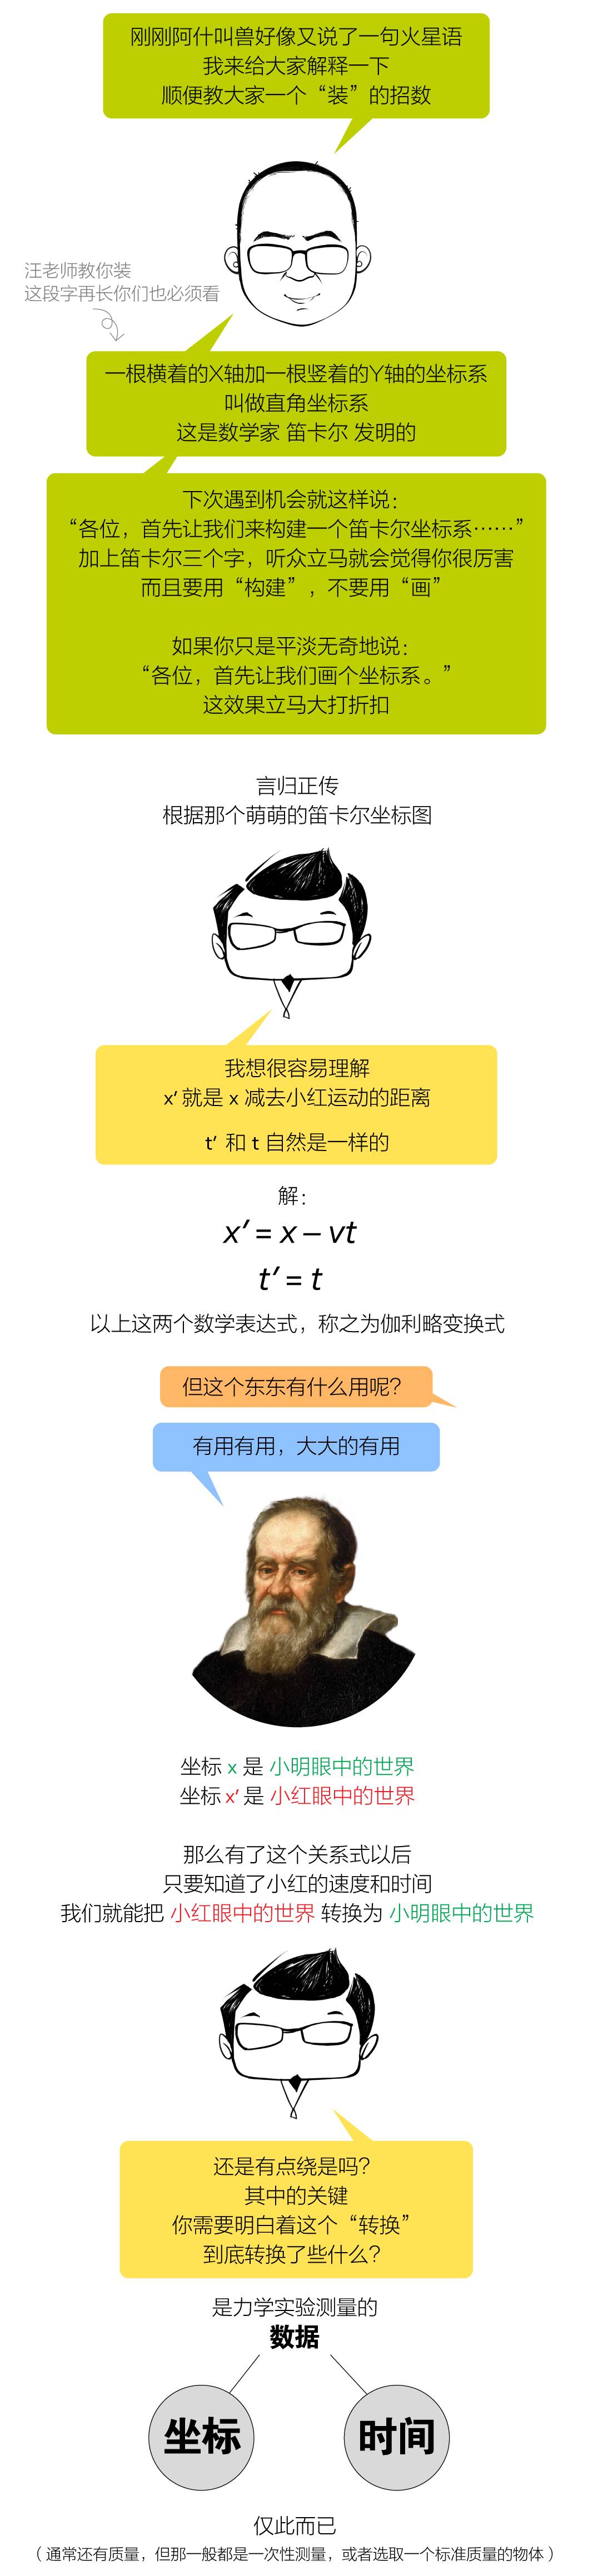 刚刚阿什叫兽好像又说了一句火星语
我来给大家解释一下
顺便教大家一个“装”的招数
汪老师教你装
这段字再长你们也必须看
一根横着的X轴加一根竖着的Y轴的坐标系
叫做直角坐标系
这是数学家 笛卡尔 发明的
下次遇到机会就这样说：
“各位，首先让我们来构建一个笛卡尔坐标系……”
加上笛卡尔三个字，听众立马就会觉得你很厉害
而且要用“构建”，不要用“画”
如果你只是平淡无奇地说：
“各位，首先让我们画个坐标系。”
这效果立马大打折扣
言归正传
根据那个萌萌的笛卡尔坐标图
我想很容易理解
x′ 就是 x 减去小红运动的距离
t′ 和 t 自然是一样的
解：
x′ = x – vt
t′ = t
以上这两个数学表达式，称之为伽利略变换式
但这个东东有什么用呢？
有用有用，大大的有用
坐标 x 是 小明眼中的世界
坐标 x′ 是 小红眼中的世界
那么有了这个关系式以后
只要知道了小红的速度和时间
我们就能把 小红眼中的世界 转换为 小明眼中的世界
还是有点绕是吗？
其中的关键
你需要明白着这个“转换”
到底转换了些什么？
是力学实验测量的
数据
坐标
时间
仅此而已
（通常还有质量，但那一般都是一次性测量，或者选取一个标准质量的物体）